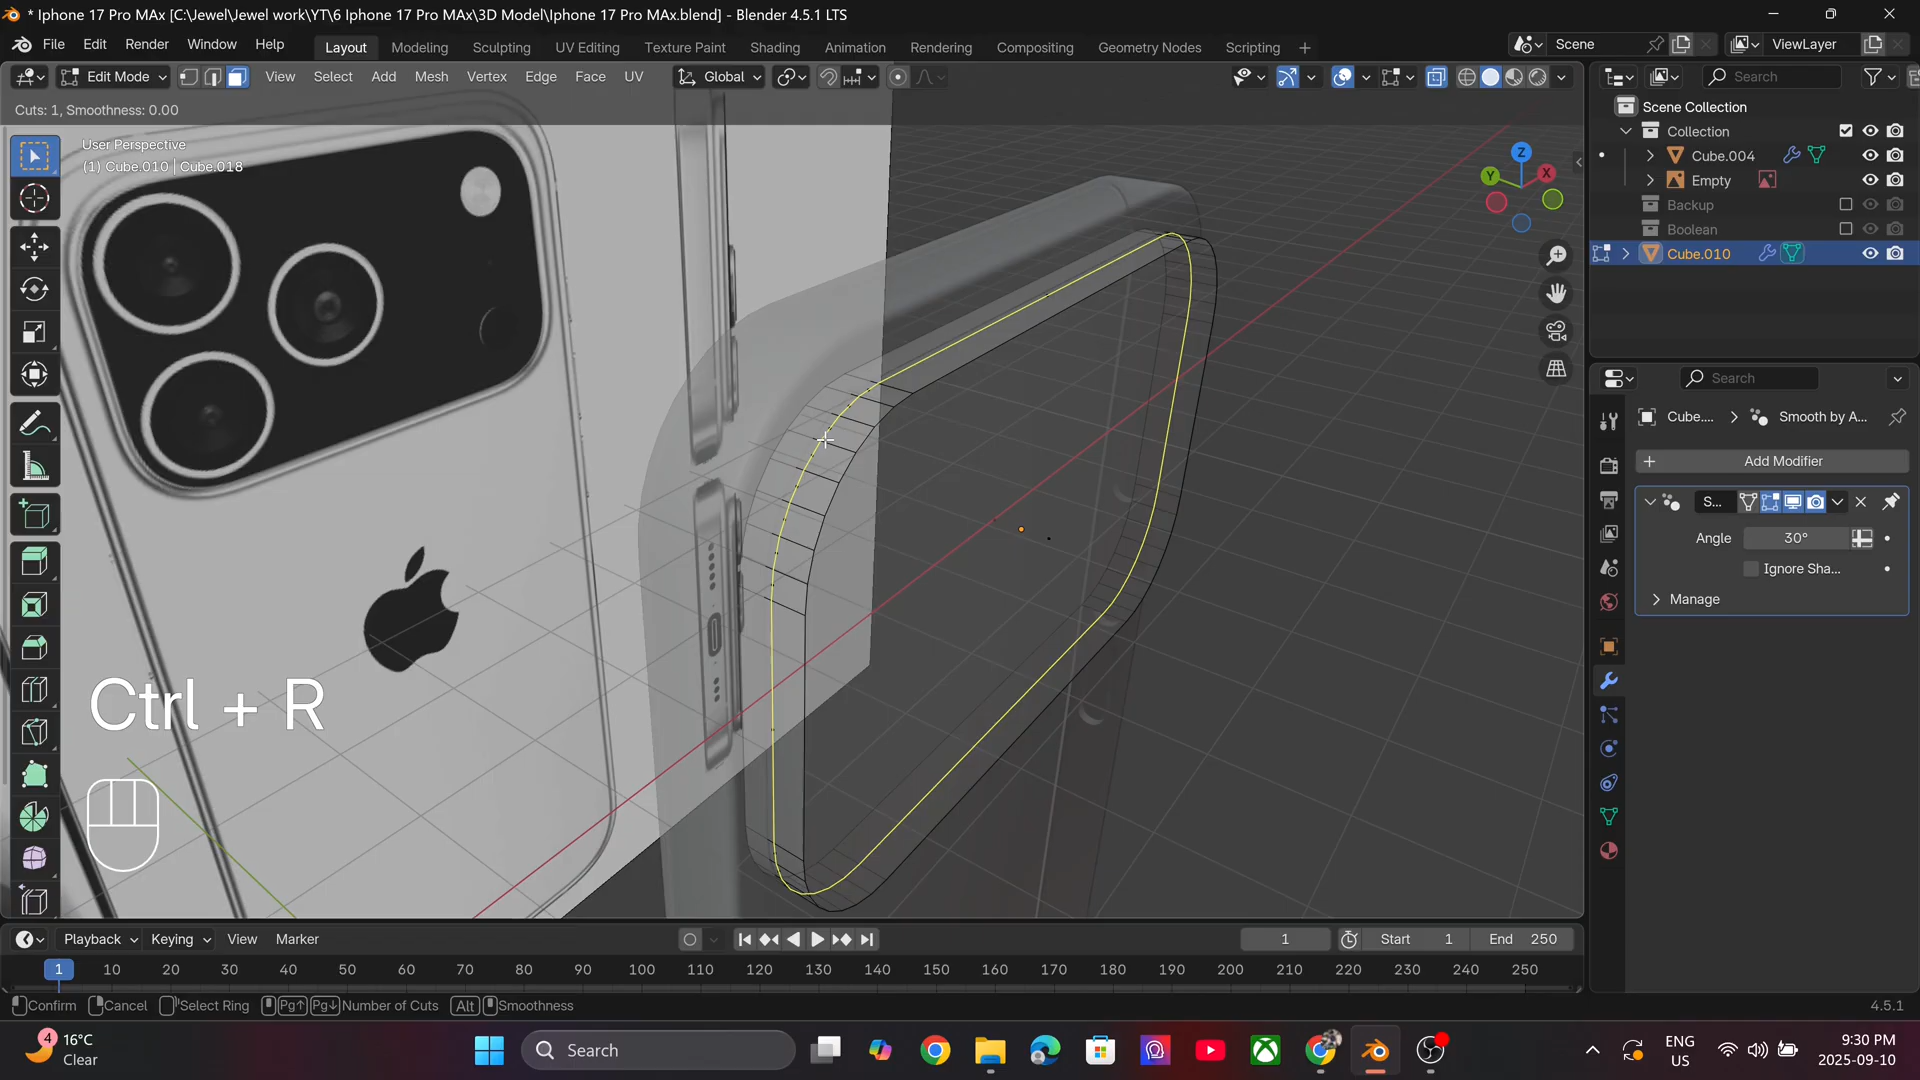 * Iphone 17 Pro MAx [C:\Jewel\Jewel work\YT\6 Iphone 17 Pro MAx\3D Model\Iphone 17 Pro MAx.blend] - Blender 4.5.1 LTS
File Edit Render Window Help Layout Modeling Sculpting UV Editing Texture Paint Shading Animation Rendering Compositing Geometry Nodes Scripting + Scene ViewLayer
Edit Mode View Select Add Mesh Vertex Edge Face UV Global Search
Cuts: 1, Smoothness: 0.00
Scene Collection
Collection
User Perspective
(1) Cube.010 | Cube.018
Cube.004
Empty
Backup
Boolean
Cube.010
Z
Y
X
Search
Cube.... Smooth by A...
+ Add Modifier
S...
Angle 30°
Ignore Sha...
Manage
Ctrl + R
Playback Keying View Marker 1 Start 1 End 250
1 10 20 30 40 50 60 70 80 90 100 110 120 130 140 150 160 170 180 190 200 210 220 230 240 250
Confirm Cancel Select Ring Pg↑ Pg↓ Number of Cuts Alt Smoothness 4.5.1
4 16°C
Clear
Search
ENG
US
9:30 PM
2025-09-10